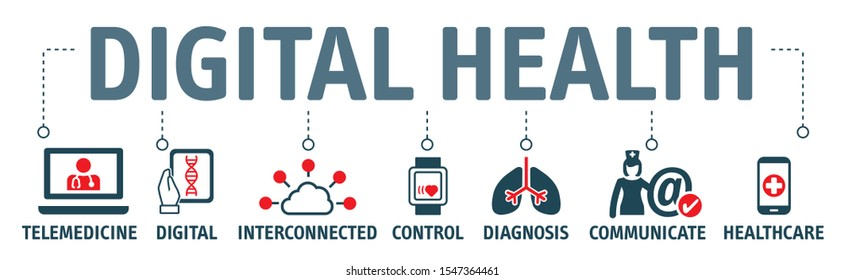 DIGITAL HEALTH
TELEMEDICINE DIGITAL INTERCONNECTED CONTROL DIAGNOSIS COMMUNICATE HEALTHCARE
@
shutterstock.com · 1547364461